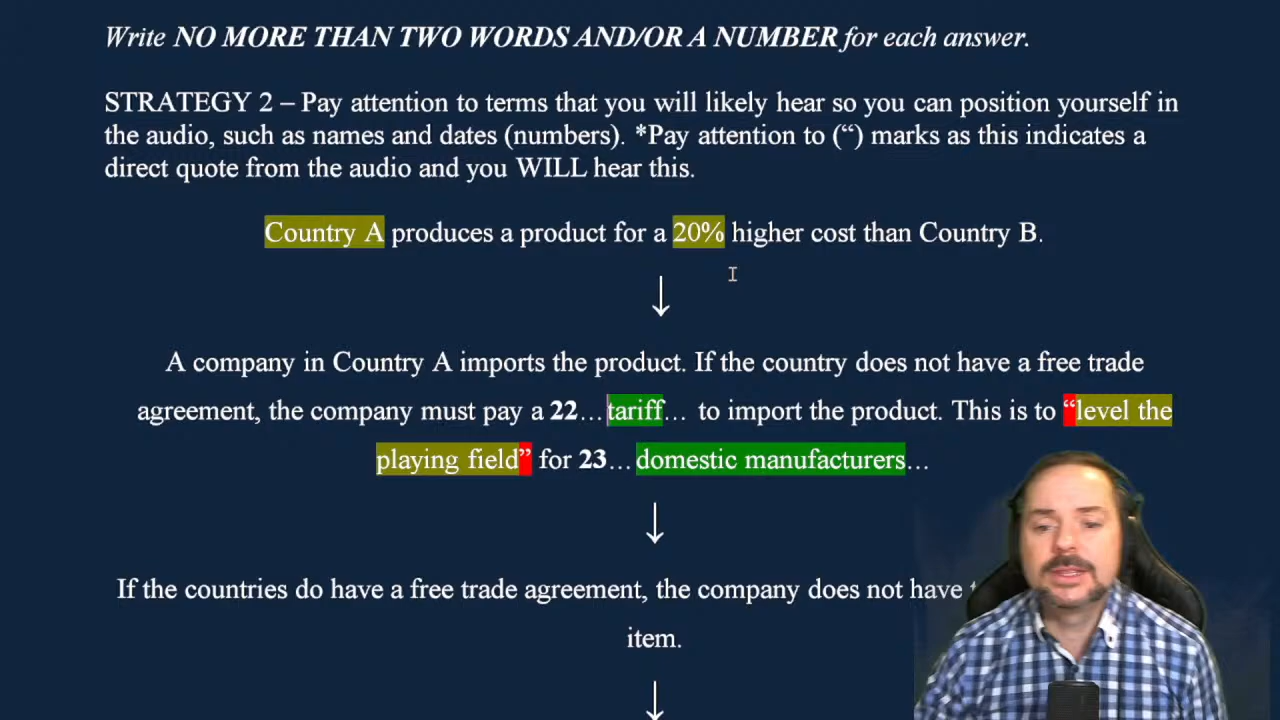 Write NO MORE THAN TWO WORDS AND/OR A NUMBER for each answer.
STRATEGY 2 – Pay attention to terms that you will likely hear so you can position yourself in
the audio, such as names and dates (numbers). *Pay attention to (“) marks as this indicates a
direct quote from the audio and you WILL hear this.
Country A produces a product for a 20% higher cost than Country B.
↓
A company in Country A imports the product. If the country does not have a free trade
agreement, the company must pay a 22…tariff… to import the product. This is to “level the
playing field” for 23…domestic manufacturers…
↓
If the countries do have a free trade agreement, the company does not have
item.
↓